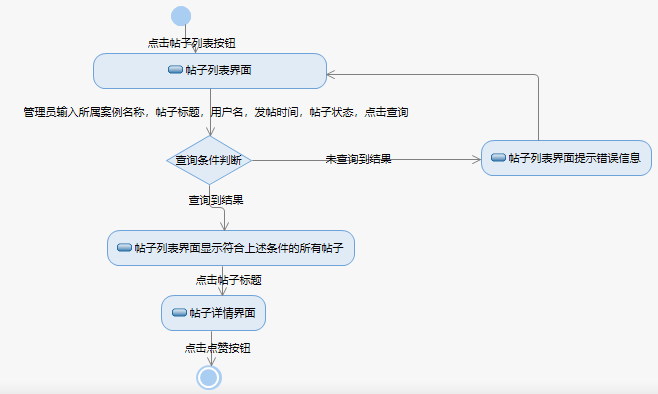 点击帖子列表按钮
帖子列表界面
管理员输入所属案例名称，帖子标题，用户名，发帖时间，帖子状态，点击查询
查询条件判断
未查询到结果
帖子列表界面提示错误信息
查询到结果
帖子列表界面显示符合上述条件的所有帖子
点击帖子标题
帖子详情界面
点击点赞按钮